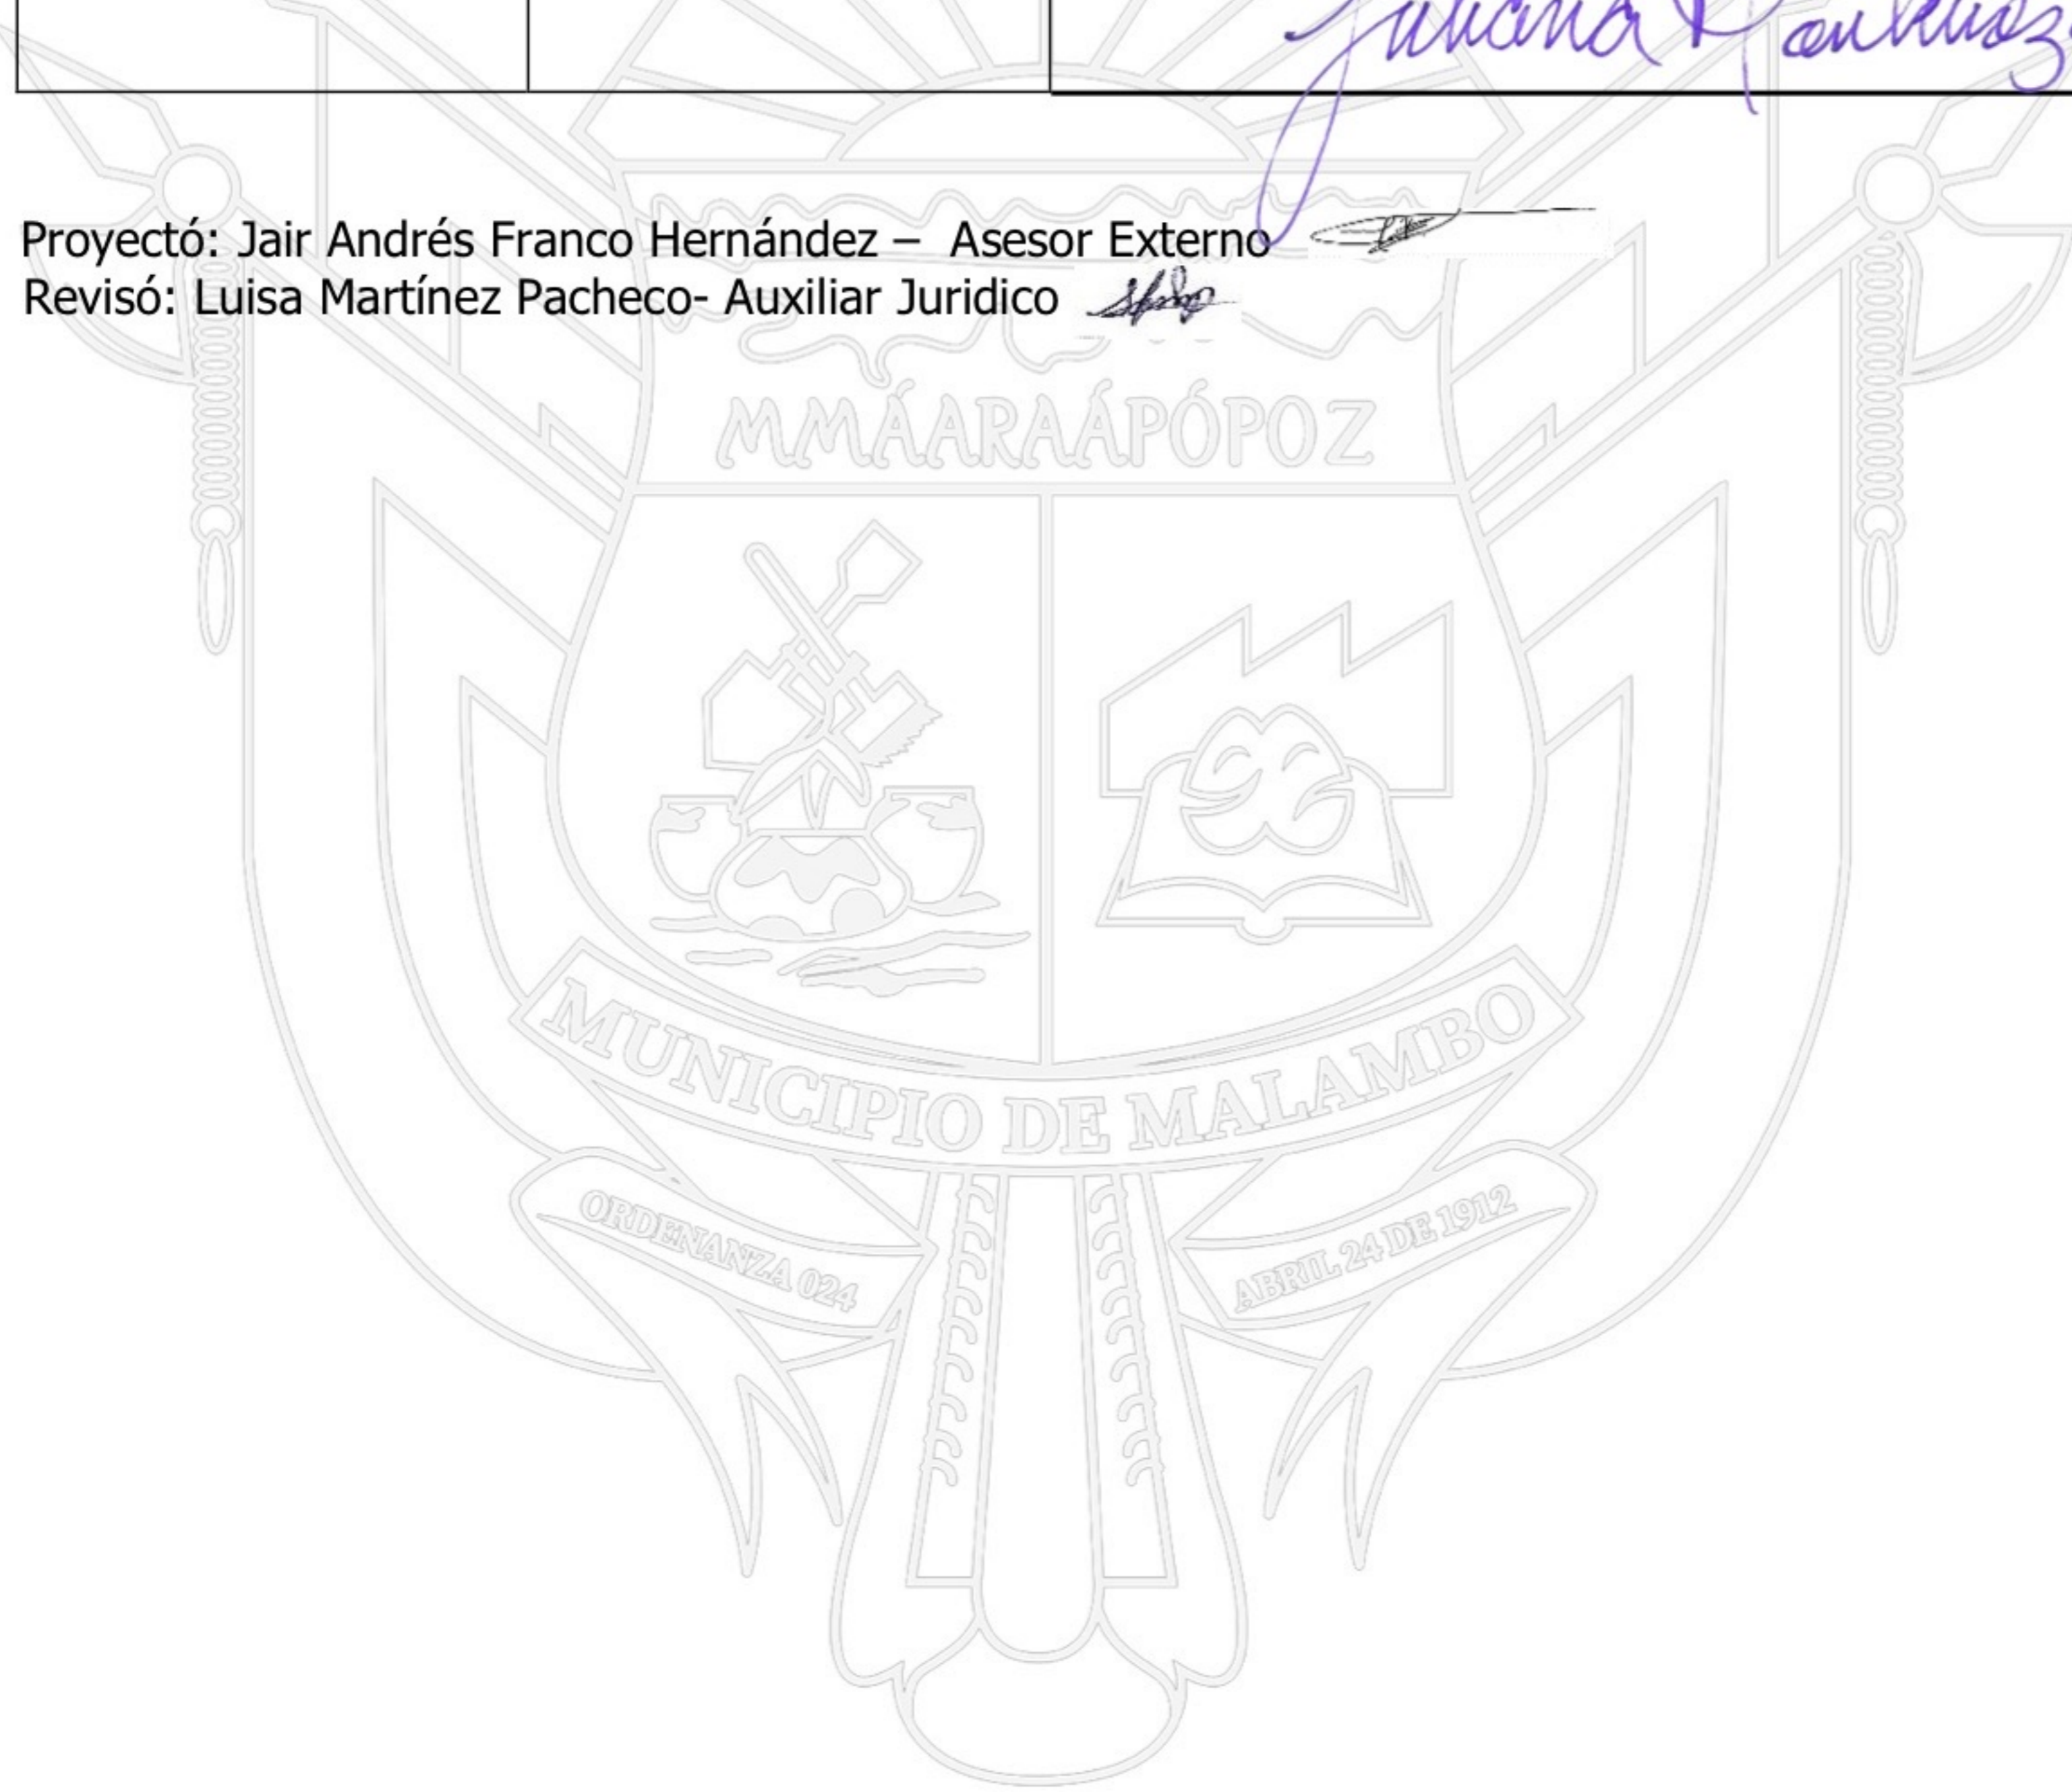 Juliana
Proyectó: Jair Andrés Franco Hernández – Asesor Externo
Revisó: Luisa Martínez Pacheco- Auxiliar Juridico
MMÁARAÁPÓPOZ
MUNICIPIO DE MALAMBO
ORDENANZA 024
ABRIL 24 DE 1912